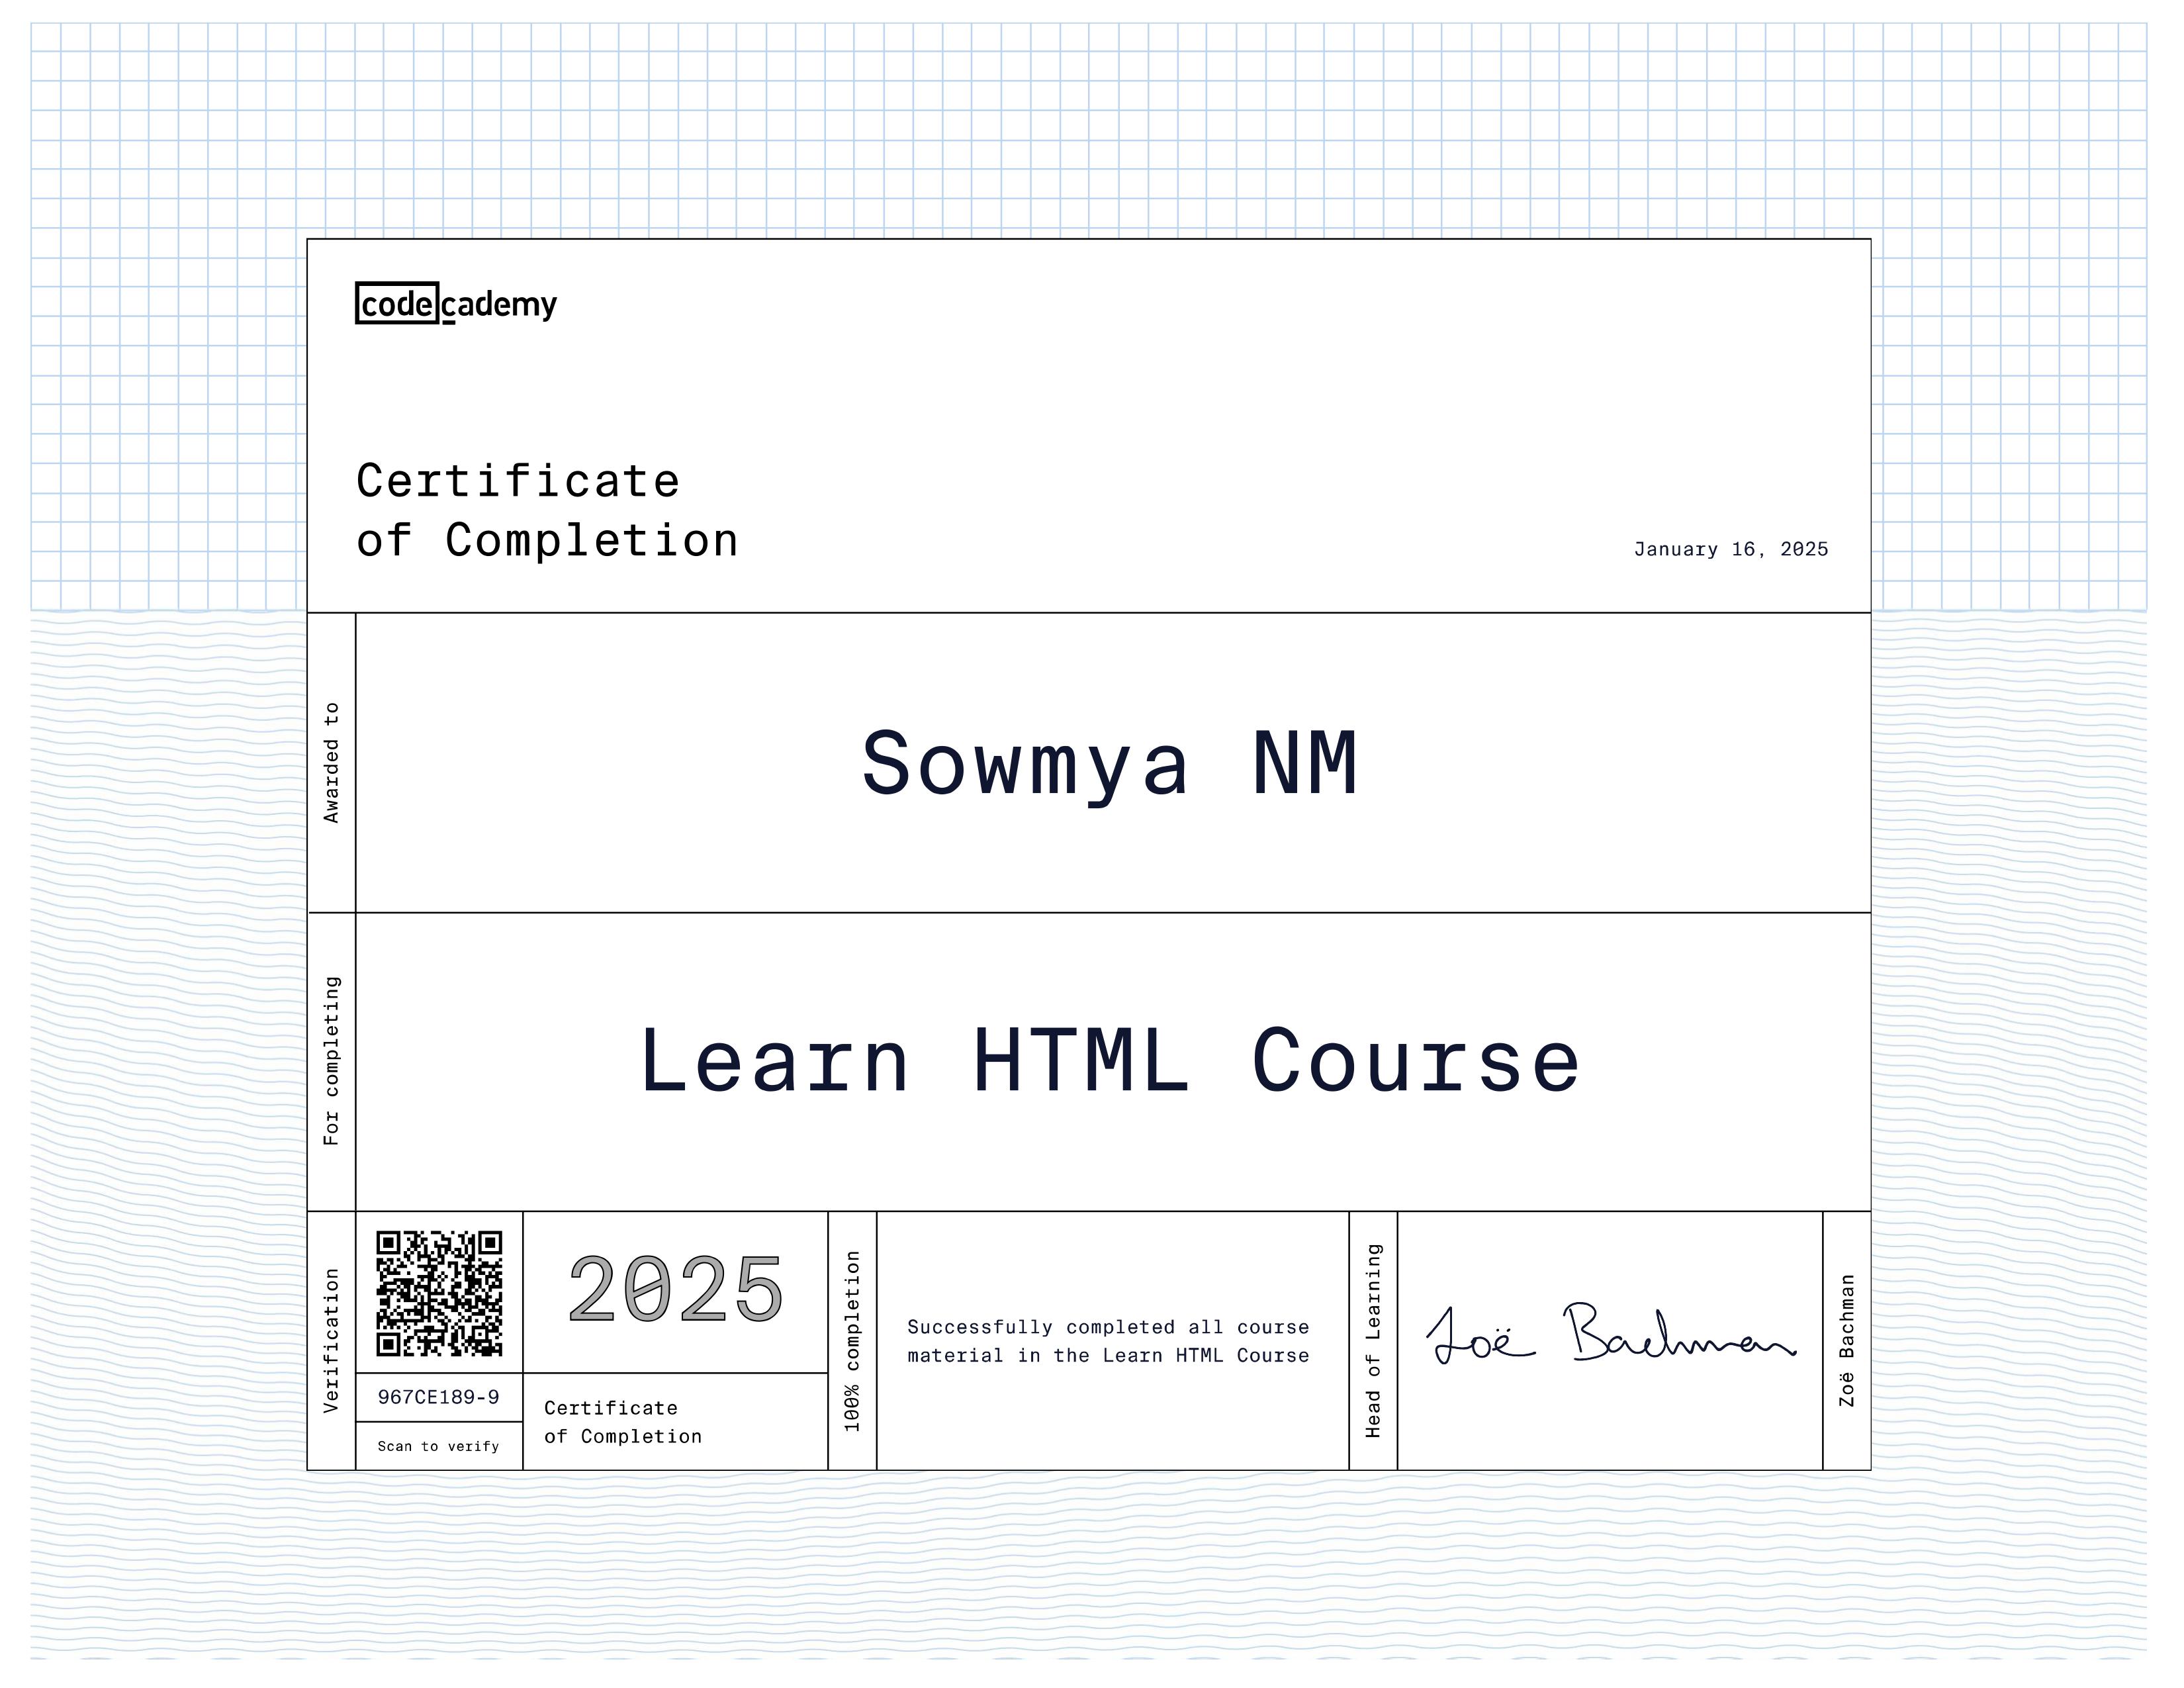 codecademy
Certificate
of Completion
January 16, 2025
Awarded to
Sowmya NM
For completing
Learn HTML Course
Verification
967CE189-9
Scan to verify
2025
Certificate
of Completion
100% completion
Successfully completed all course
material in the Learn HTML Course
Head of Learning
Zoë Bachman
Zoë Bachman